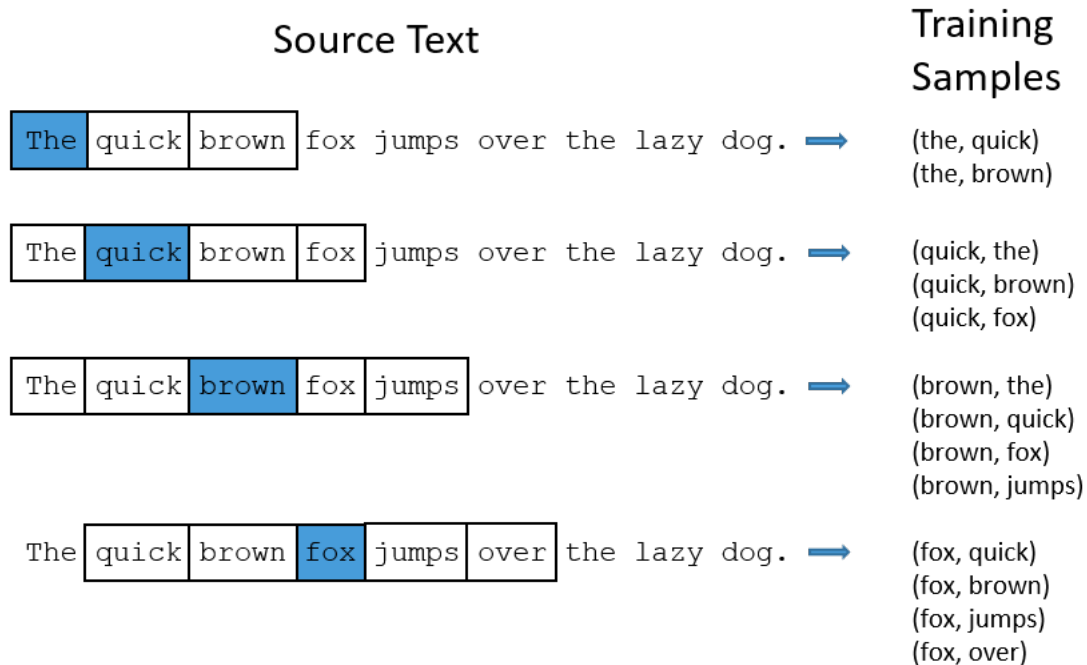 Source Text
Training
Samples
The quick brown fox jumps over the lazy dog.
(the, quick)
(the, brown)
The quick brown fox jumps over the lazy dog.
(quick, the)
(quick, brown)
(quick, fox)
The quick brown fox jumps over the lazy dog.
(brown, the)
(brown, quick)
(brown, fox)
(brown, jumps)
The quick brown fox jumps over the lazy dog.
(fox, quick)
(fox, brown)
(fox, jumps)
(fox, over)